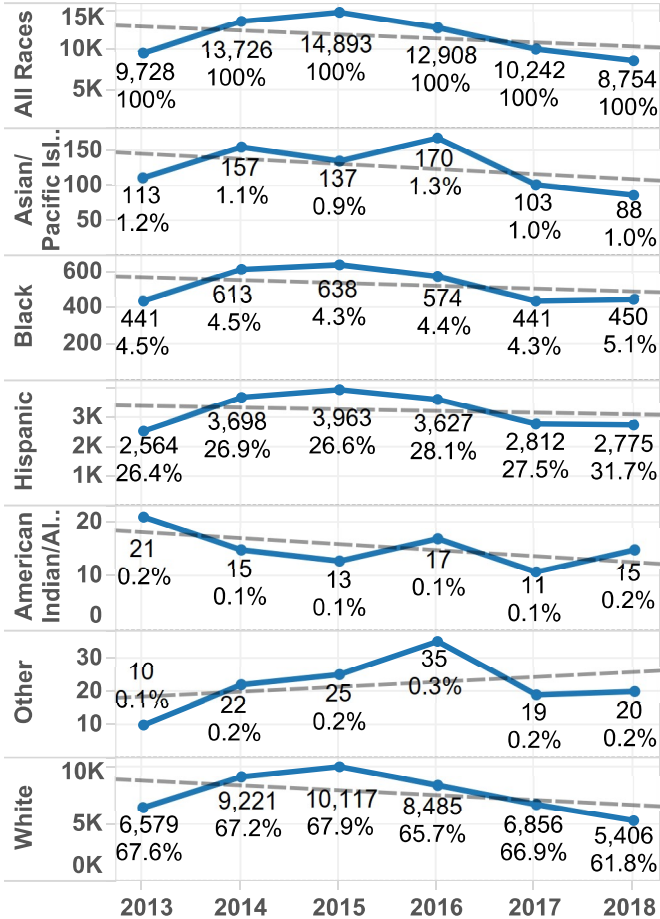 All Races
15K
10K
5K
9,728 13,726 14,893 12,908 10,242 8,754
100% 100% 100% 100% 100% 100%
Asian/
Pacific Isl..
150
100
50
113 157 137 170 103 88
1.2% 1.1% 0.9% 1.3% 1.0% 1.0%
Black
600
400
200
441 613 638 574 441 450
4.5% 4.5% 4.3% 4.4% 4.3% 5.1%
Hispanic
3K
2K
1K
2,564 3,698 3,963 3,627 2,812 2,775
26.4% 26.9% 26.6% 28.1% 27.5% 31.7%
American
Indian/Al..
20
10
0
21 15 13 17 11 15
0.2% 0.1% 0.1% 0.1% 0.1% 0.2%
Other
30
20
10
10 22 25 35 19 20
0.1% 0.2% 0.2% 0.3% 0.2% 0.2%
White
10K
5K
0K
6,579 9,221 10,117 8,485 6,856 5,406
67.6% 67.2% 67.9% 65.7% 66.9% 61.8%
2013 2014 2015 2016 2017 2018